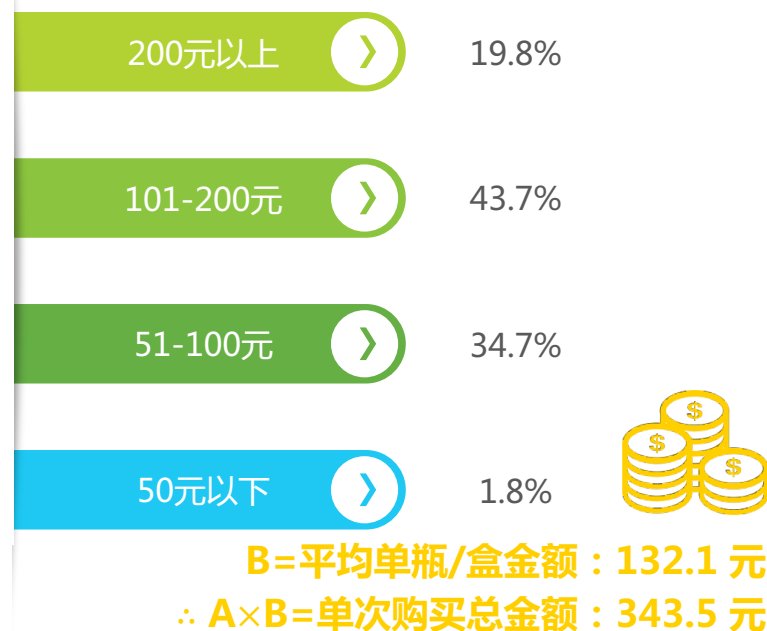 200元以上 19.8%
101-200元 43.7%
51-100元 34.7%
50元以下 1.8%
B=平均单瓶/盒金额：132.1 元
∴ A×B=单次购买总金额：343.5 元